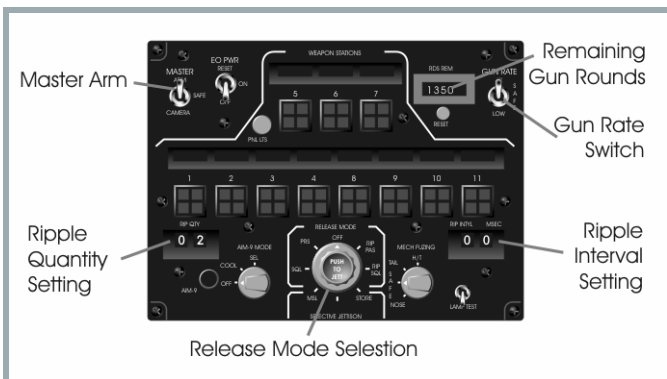 Master Arm
MASTER
ARM
SAFE
CAMERA
EO PWR
RESET
ON
OFF
PNL LTS
WEAPON STATIONS
5 6 7
RDS REM
1350
RESET
GUN RATE
SAFE
LOW
Remaining
Gun Rounds
Gun Rate
Switch
1 2 3 4 8 9 10 11
RIP QTY
0 2
AIM-9 MODE
SEL
COOL
OFF
AIM-9
RELEASE MODE
OFF
PRS
RIP
PAS
SGL
RIP
SGL
MSL
STORE
PUSH
TO
JETT
SELECTIVE JETTISON
MECH FUZING
H/T
TAIL
SAFE
NOSE
RIP INTVL MSEC
0 0
LAMP TEST
Ripple
Quantity
Setting
Ripple
Interval
Setting
Release Mode Selection